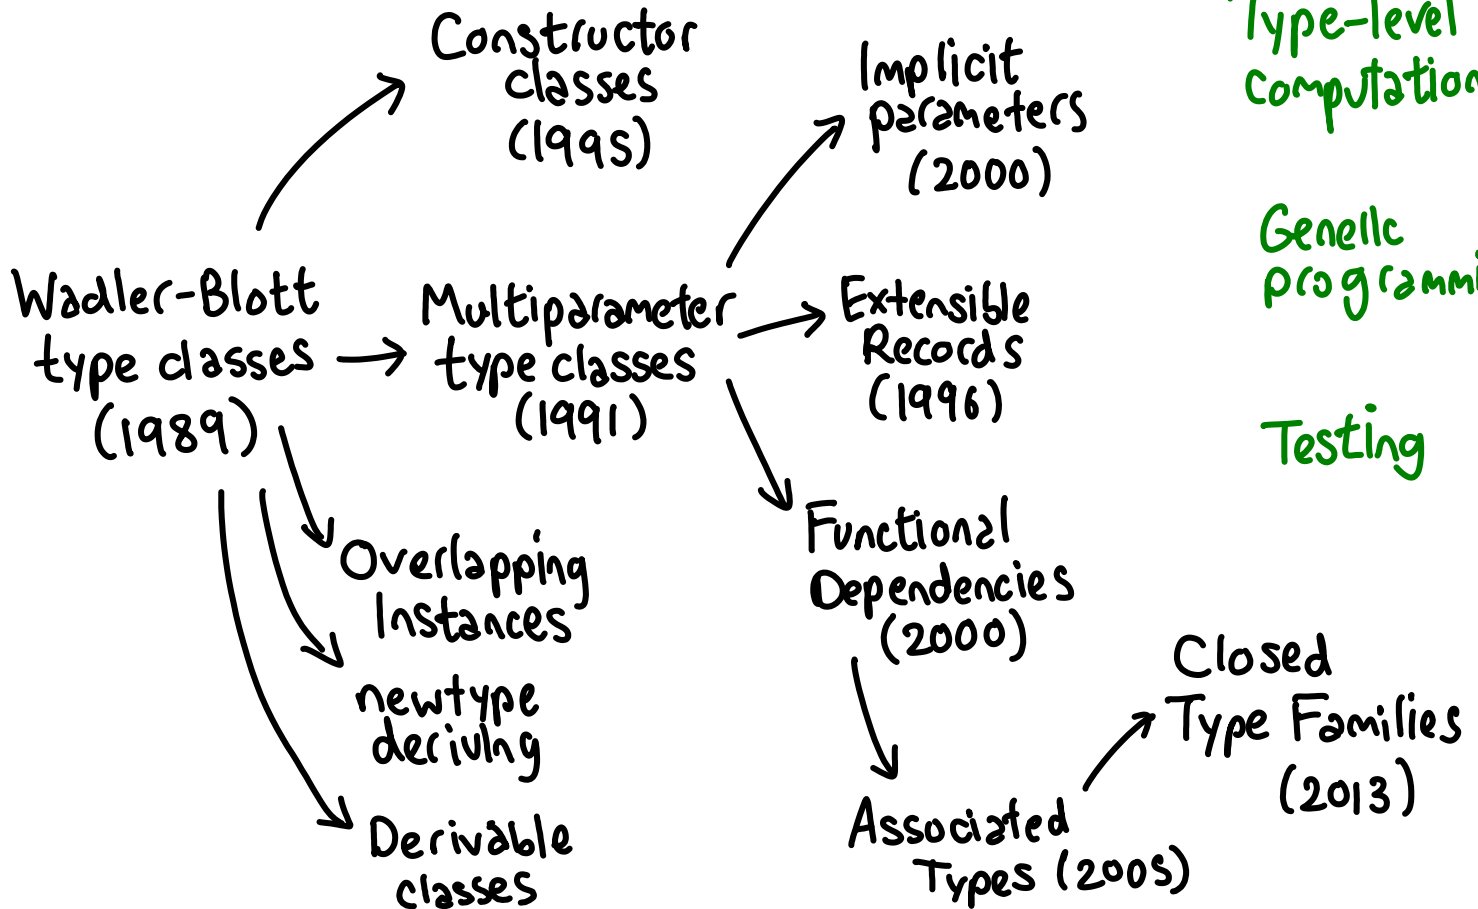 Constructor
classes
(1995)
Implicit
parameters
(2000)
Type-level
computation
Wadler-Blott
type classes
(1989)
Multiparameter
type classes
(1991)
Extensible
Records
(1996)
Generic
programmi
Testing
Overlapping
Instances
newtype
deriving
Derivable
classes
Functional
Dependencies
(2000)
Associated
Types (2005)
Closed
Type Families
(2013)